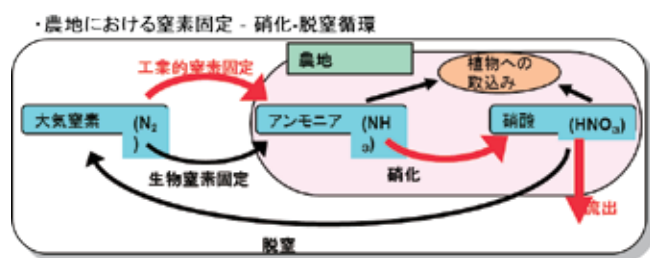 ・農地における窒素固定 - 硝化・脱窒循環
農地
植物への
取込み
工業的窒素固定
大気窒素
(N₂
)
アンモニア
(NH
₃)
硝酸
(HNO₃)
生物窒素固定
硝化
流出
脱窒